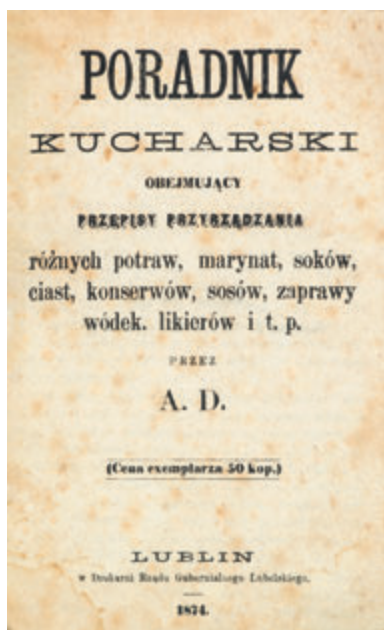 PORADNIK
KUCHARSKI
OBEJMUJĄCY
PRZEPISY PRZYRZĄDZANIA
różnych potraw, marynat, soków,
ciast, konserwów, sosów, zaprawy
wódek. likierów i t. p.
PRZEZ
A. D.
(Cena exemplarza 50 kop.)
LUBLIN
w Drukarni Rządu Gubernialnego Lubelskiego.
1874.